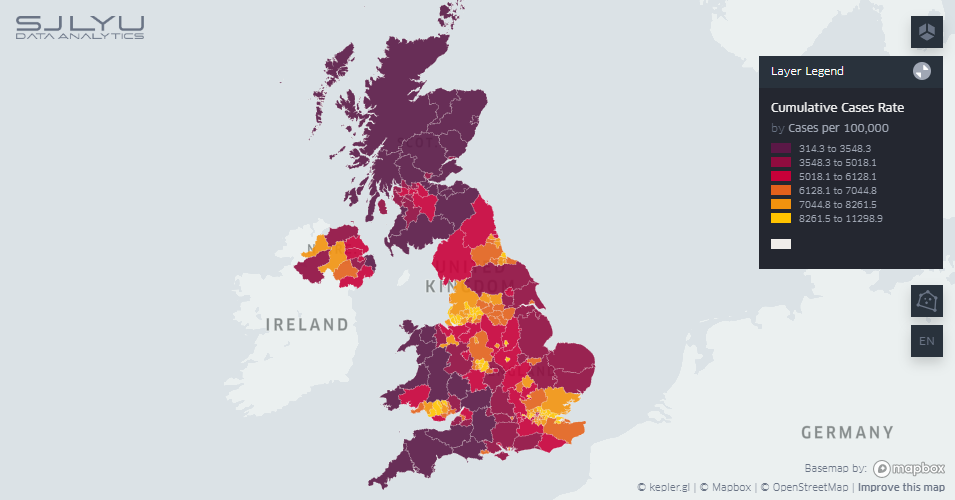 SJLYU
DATA ANALYTICS
Layer Legend
Cumulative Cases Rate
by Cases per 100,000
314.3 to 3548.3
3548.3 to 5018.1
5018.1 to 6128.1
6128.1 to 7044.8
7044.8 to 8261.5
8261.5 to 11298.9
UNITED
KINGDOM
IRELAND
EN
GERMANY
Basemap by: mapbox
© kepler.gl | © Mapbox | © OpenStreetMap | Improve this map